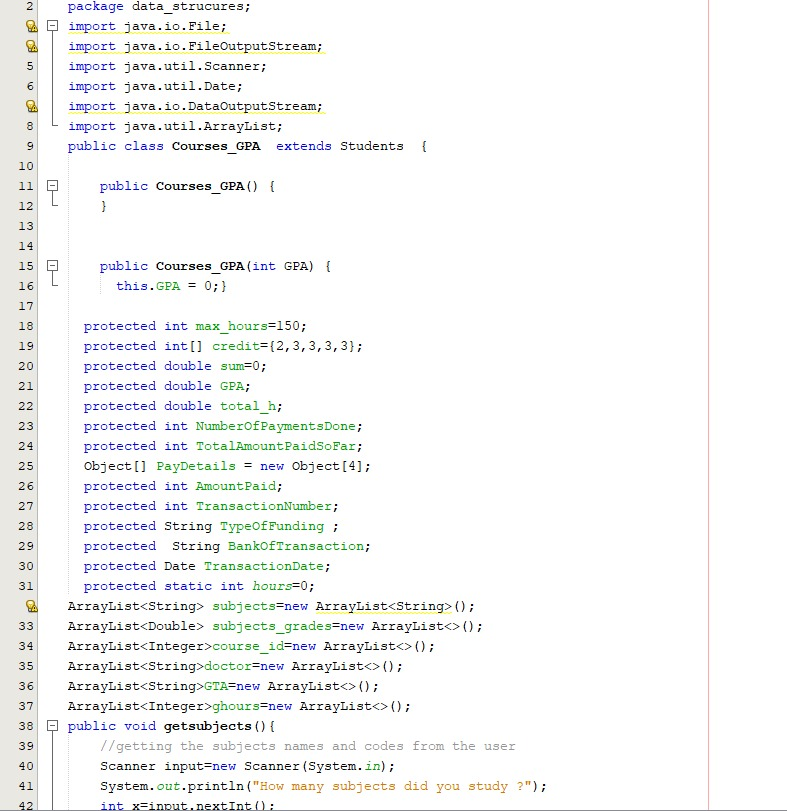 2 package data_strucures;
import java.io.File;
import java.io.FileOutputStream;
5 import java.util.Scanner;
6 import java.util.Date;
import java.io.DataOutputStream;
8 import java.util.ArrayList;
9 public class Courses_GPA  extends Students  {
10
11 public Courses_GPA() {
12 }
13
14
15 public Courses_GPA(int GPA) {
16 this.GPA = 0;}
17
18 protected int max_hours=150;
19 protected int[] credit={2,3,3,3,3};
20 protected double sum=0;
21 protected double GPA;
22 protected double total_h;
23 protected int NumberOfPaymentsDone;
24 protected int TotalAmountPaidSoFar;
25 Object[] PayDetails = new Object[4];
26 protected int AmountPaid;
27 protected int TransactionNumber;
28 protected String TypeOfFunding ;
29 protected  String BankOfTransaction;
30 protected Date TransactionDate;
31 protected static int hours=0;
ArrayList<String> subjects=new ArrayList<String>();
33 ArrayList<Double> subjects_grades=new ArrayList<>();
34 ArrayList<Integer>course_id=new ArrayList<>();
35 ArrayList<String>doctor=new ArrayList<>();
36 ArrayList<String>GTA=new ArrayList<>();
37 ArrayList<Integer>ghours=new ArrayList<>();
38 public void getsubjects(){
39 //getting the subjects names and codes from the user
40 Scanner input=new Scanner(System.in);
41 System.out.println("How many subjects did you study ?");
42 int x=input.nextInt();